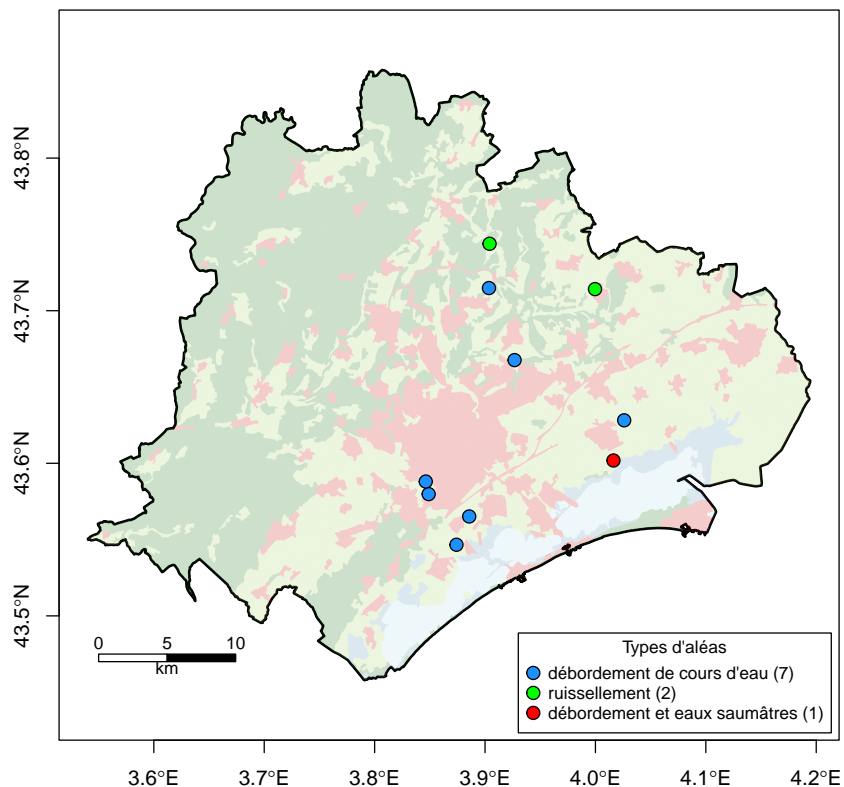 43.8°N
43.7°N
43.6°N
43.5°N
0 5 10
km
Types d'aléas
débordement de cours d'eau (7)
ruissellement (2)
débordement et eaux saumâtres (1)
3.6°E 3.7°E 3.8°E 3.9°E 4.0°E 4.1°E 4.2°E